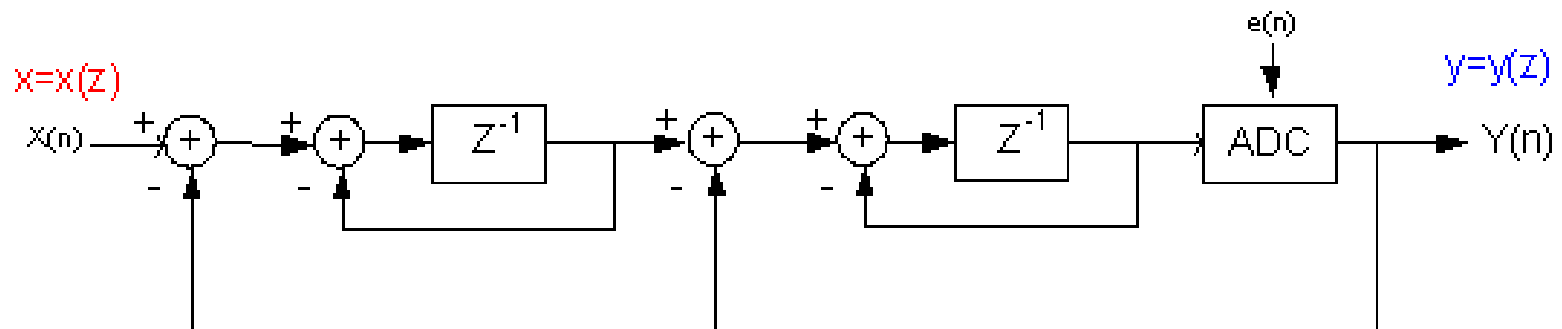 e(n)
x=x(Z)
y=y(Z)
X(n)
+
-
+
+
-
Z-1
+
-
+
+
-
+
Z-1
ADC
Y(n)